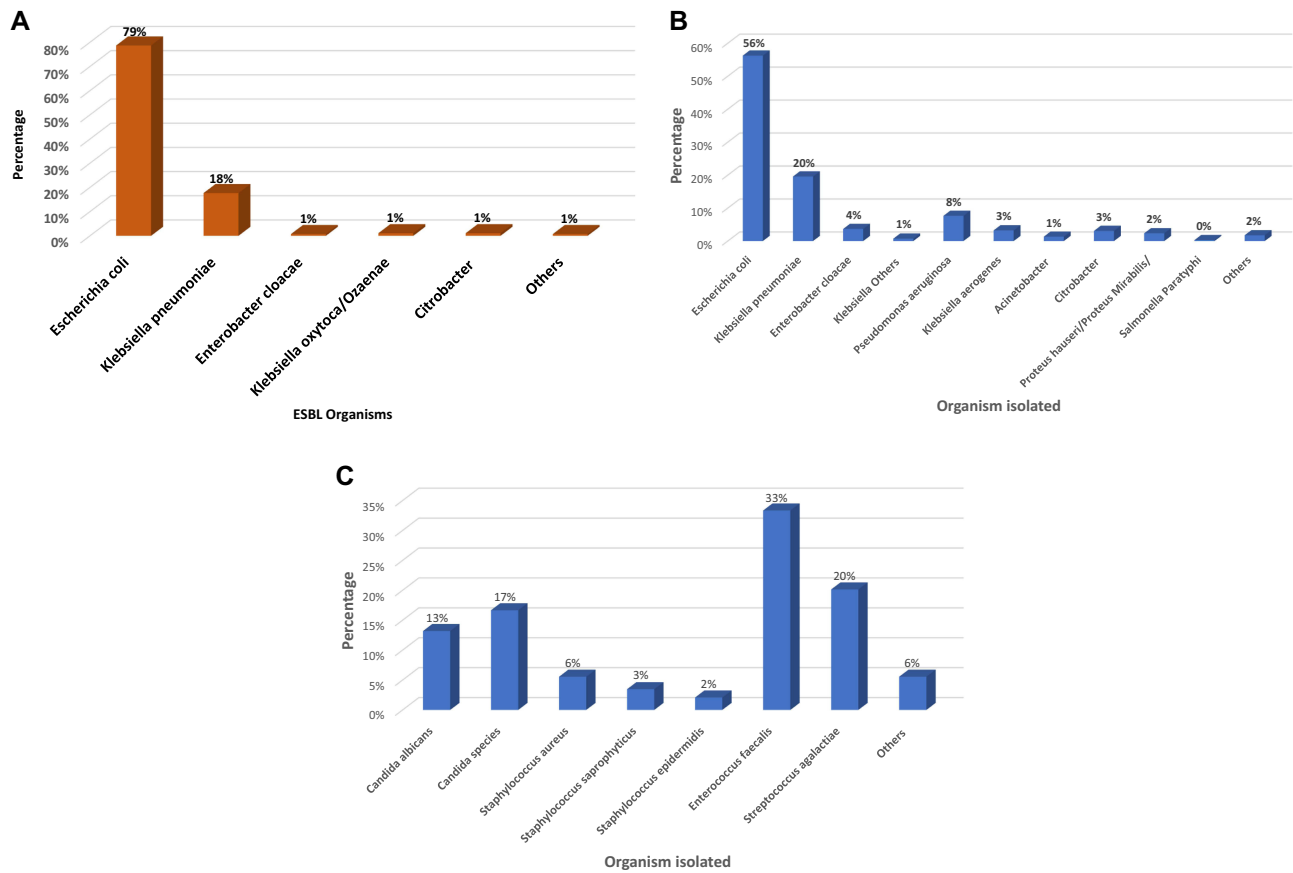 A
Percentage
80%
70%
60%
50%
40%
30%
20%
10%
0%
79%
18%
1%
1%
1%
1%
Escherichia coli
Klebsiella pneumoniae
Enterobacter cloacae
Klebsiella oxytoca/Ozaenae
Citrobacter
Others
ESBL Organisms
B
Percentage
60%
50%
40%
30%
20%
10%
0%
56%
20%
4%
1%
8%
3%
1%
3%
2%
0%
2%
Escherichia coli
Klebsiella pneumoniae
Enterobacter cloacae
Klebsiella Others
Pseudomonas aeruginosa
Klebsiella aerogenes
Acinetobacter
Citrobacter
Proteus hauseri/Proteus Mirabilis/
Salmonella Paratyphi
Others
Organism isolated
C
Percentage
35%
30%
25%
20%
15%
10%
5%
0%
13%
17%
6%
3%
2%
33%
20%
6%
Candida albicans
Candida species
Staphylococcus aureus
Staphylococcus saprophyticus
Staphylococcus epidermidis
Enterococcus faecalis
Streptococcus agalactiae
Others
Organism isolated